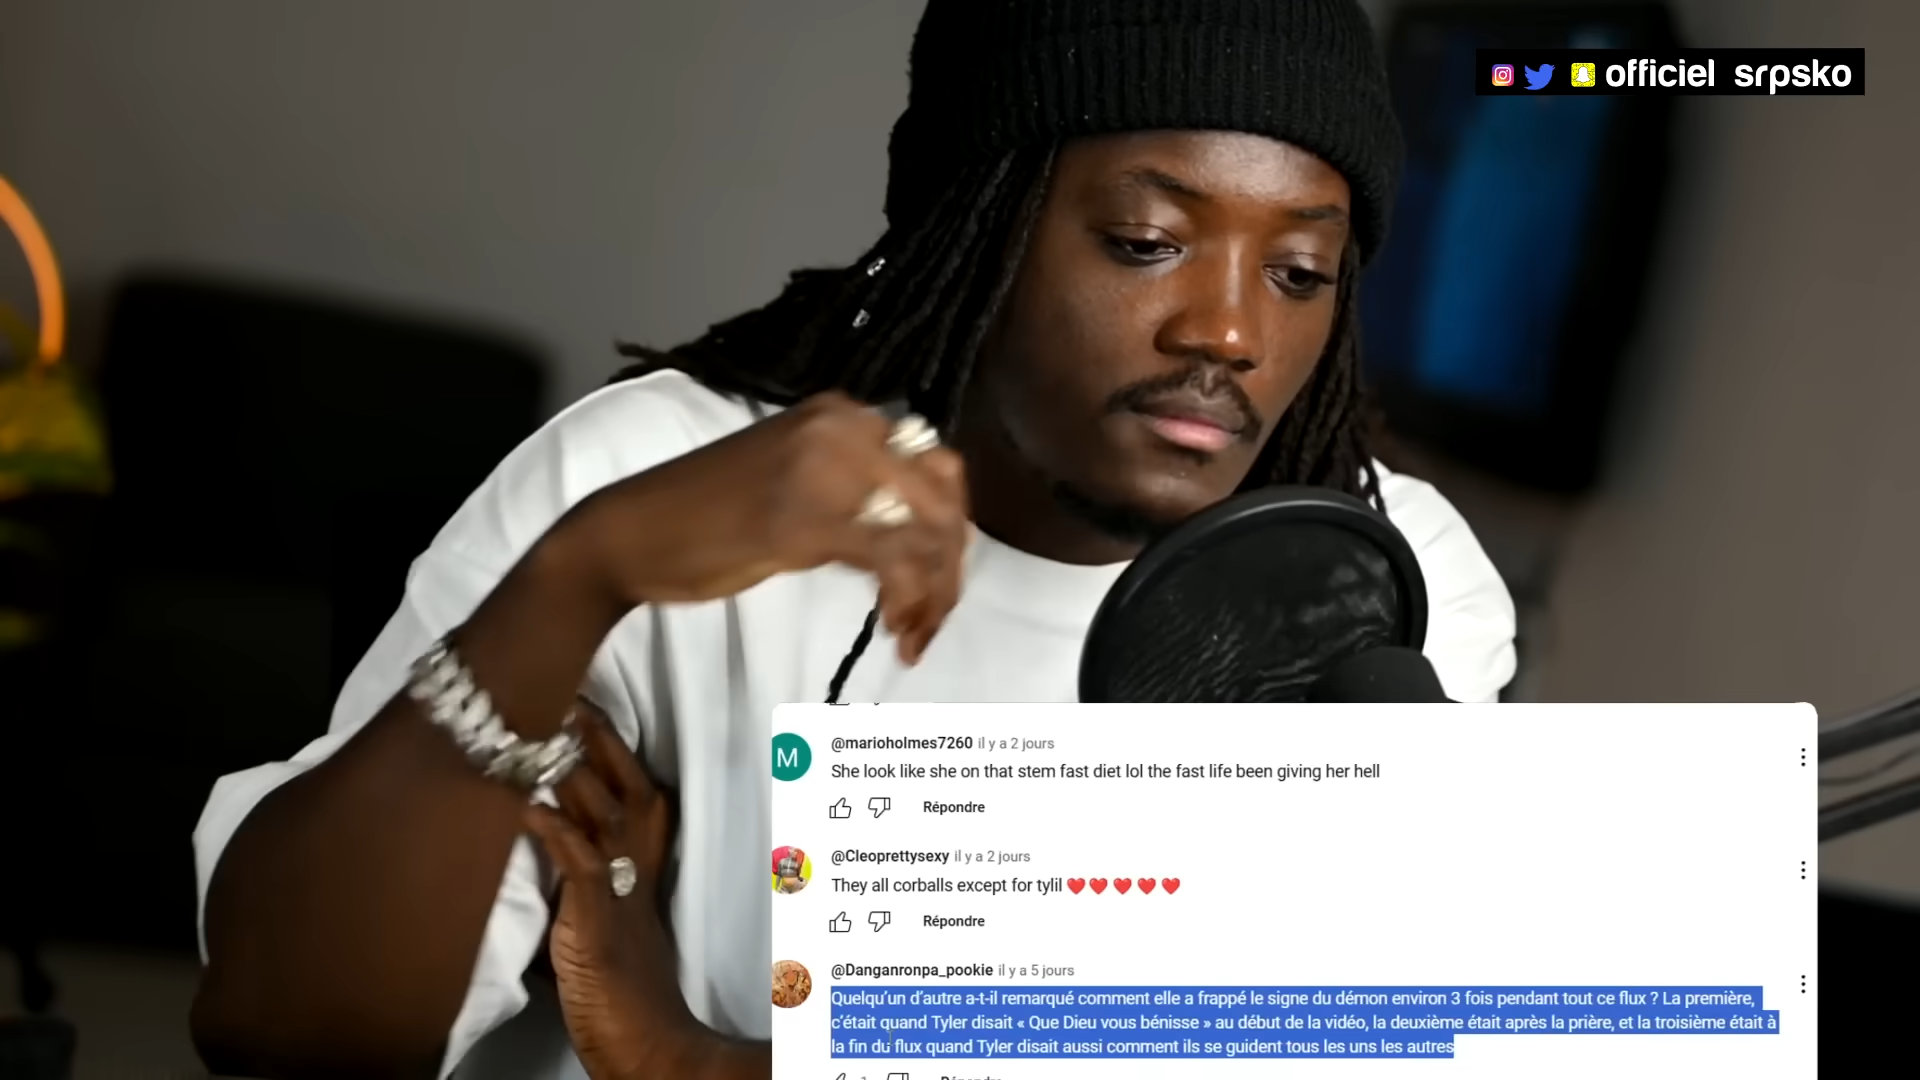 officiel srpsko
@marioholmes7260 il y a 2 jours
She look like she on that stem fast diet lol the fast life been giving her hell
Répondre
M
@Cleoprettysexy il y a 2 jours
They all corballs except for tylil ❤️❤️❤️❤️❤️
Répondre
@Danganronpa_pookie il y a 5 jours
Quelqu'un d'autre a-t-il remarqué comment elle a frappé le signe du démon environ 3 fois pendant tout ce flux ? La première,
c'était quand Tyler disait « Que Dieu vous bénisse » au début de la vidéo, la deuxième était après la prière, et la troisième était à
la fin du flux quand Tyler disait aussi comment ils se guident tous les uns les autres